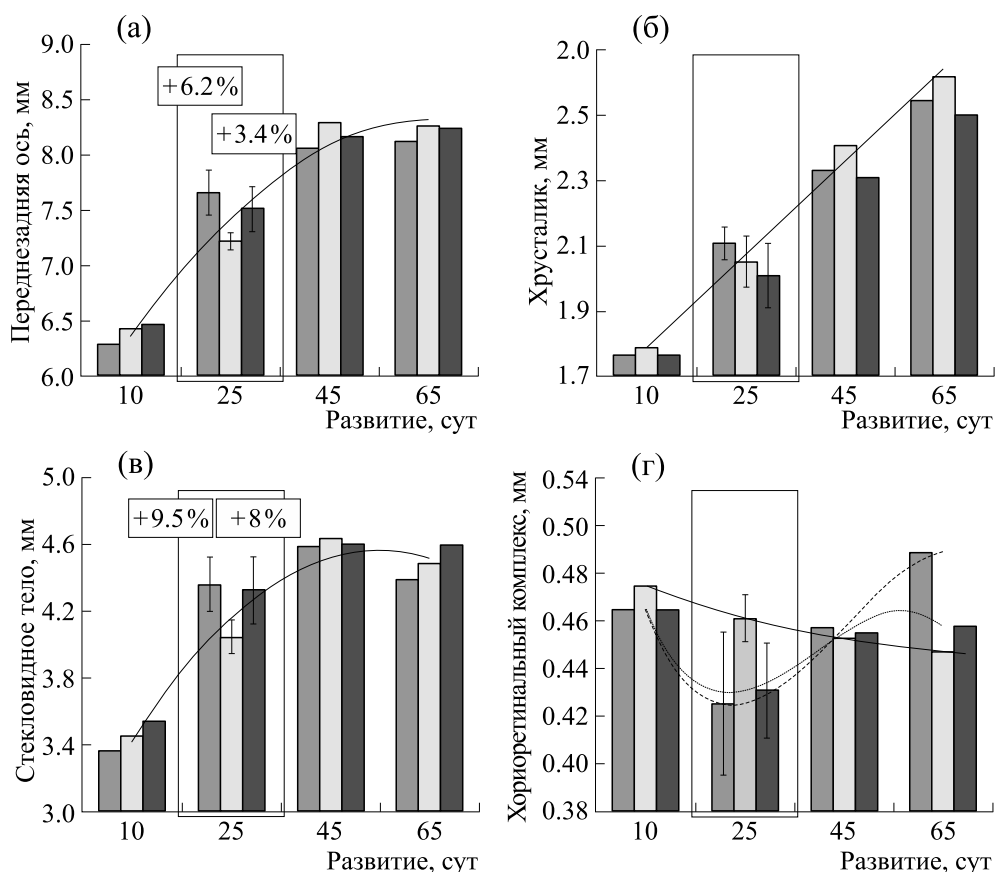 (а)
Переднезадняя ось, мм
9.0
8.5
8.0
7.5
7.0
6.5
6.0
+6.2%
+3.4%
10 25 45 65
Развитие, сут
(б)
Хрусталик, мм
2.0
2.5
2.3
2.1
1.9
1.7
10 25 45 65
Развитие, сут
(в)
Стекловидное тело, мм
5.0
4.6
4.2
3.8
3.4
3.0
+9.5%
+8%
10 25 45 65
Развитие, сут
(г)
Хориоретинальный комплекс, мм
0.54
0.50
0.48
0.46
0.44
0.42
0.40
0.38
10 25 45 65
Развитие, сут